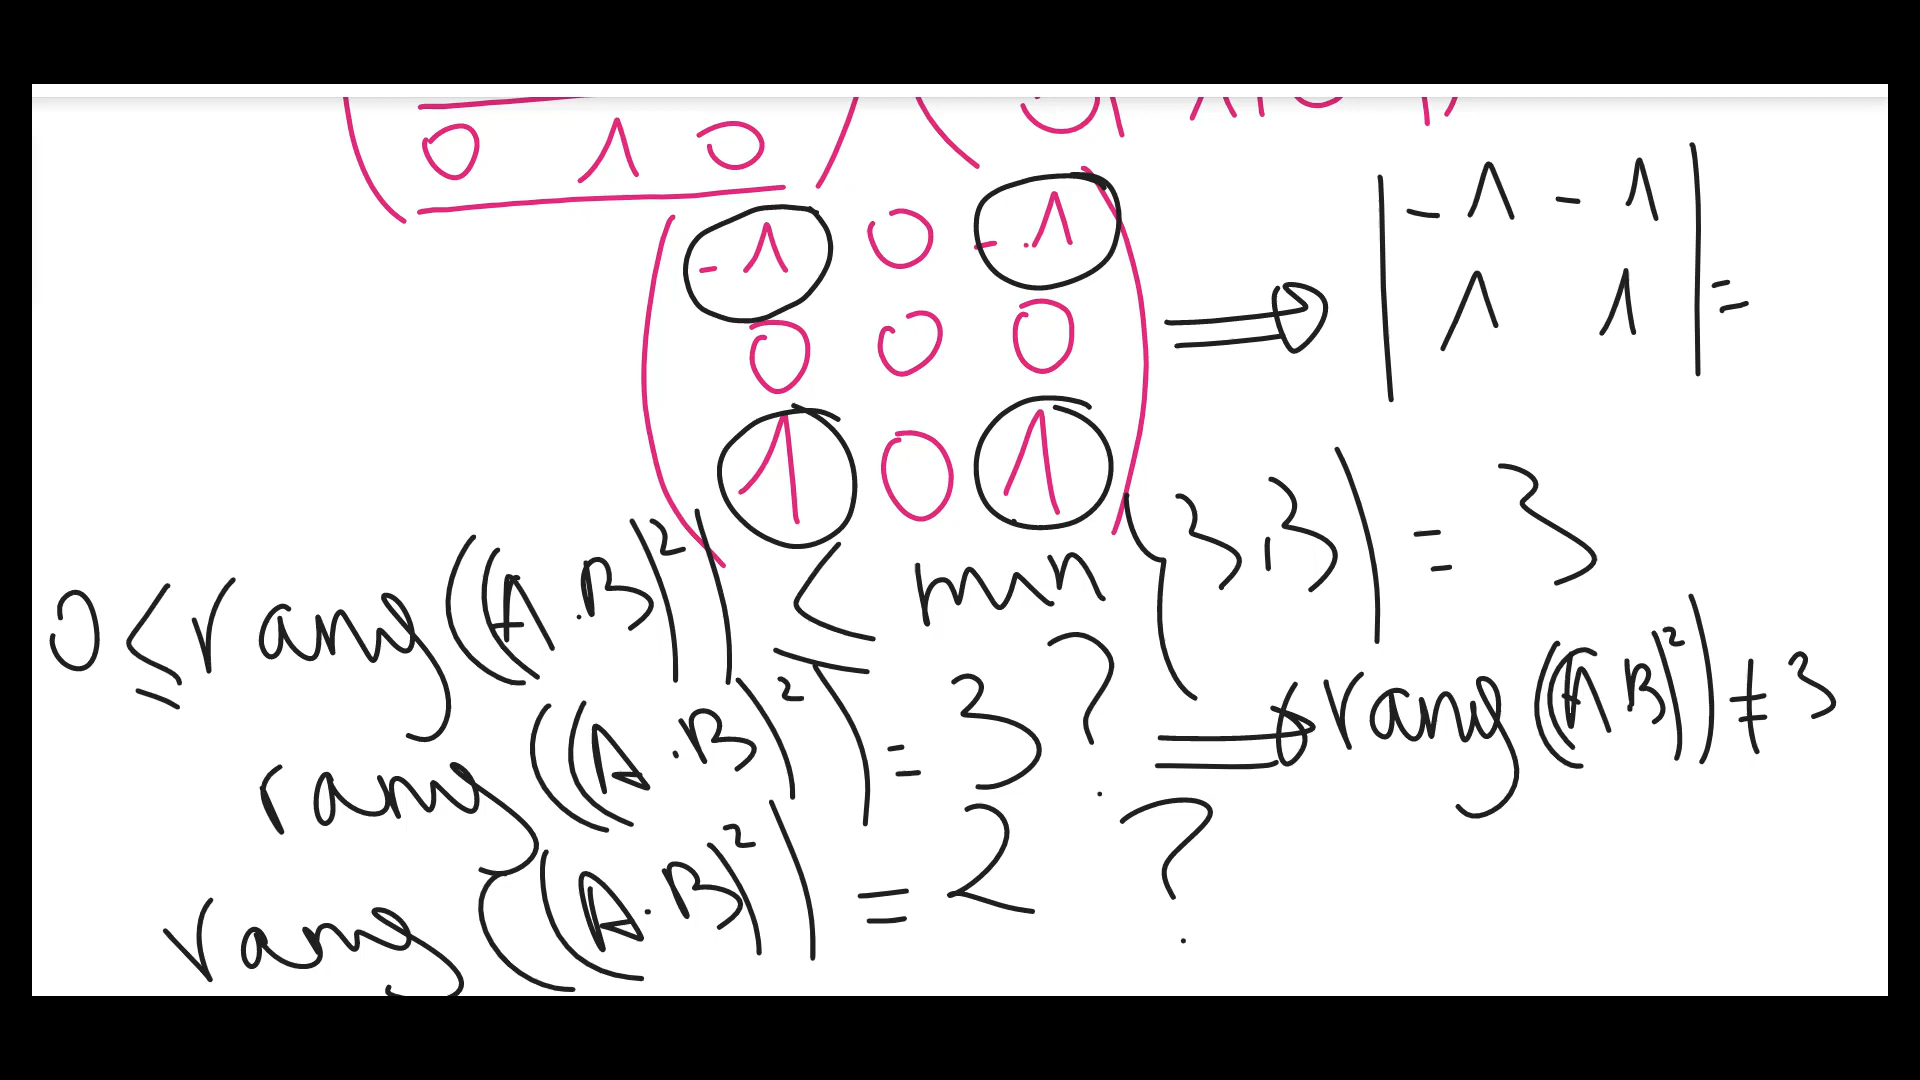 0 1 0
-1 0 -1
0 0 0
1 0 1
⟹ | -1 -1 |
| 1 1 | =
0 ≤ rang((A·B)²) ≤ min {3,3} = 3
rang((A·B)²) = 3 ? ⟹ rang((AB)²) ≠ 3
rang((A·B)²) = 2 ?